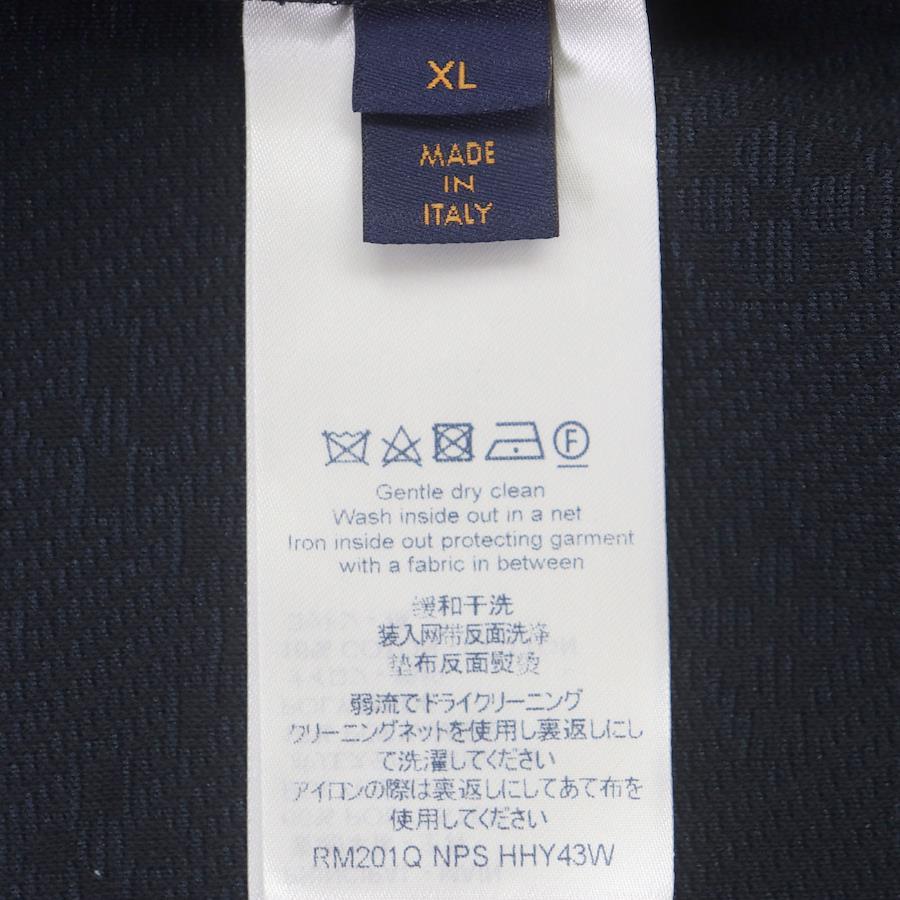 XL
MADE
IN
ITALY
F
Gentle dry clean
Wash inside out in a net
Iron inside out protecting garment
with a fabric in between
缓和干洗
装入网带反面洗净
垫布反面熨烫
弱流でドライクリーニング
クリーニングネットを使用し裏返しにし
て洗濯してください
アイロンの際は裏返しにしてあて布を
使用してください
RM201Q NPS HHY43W